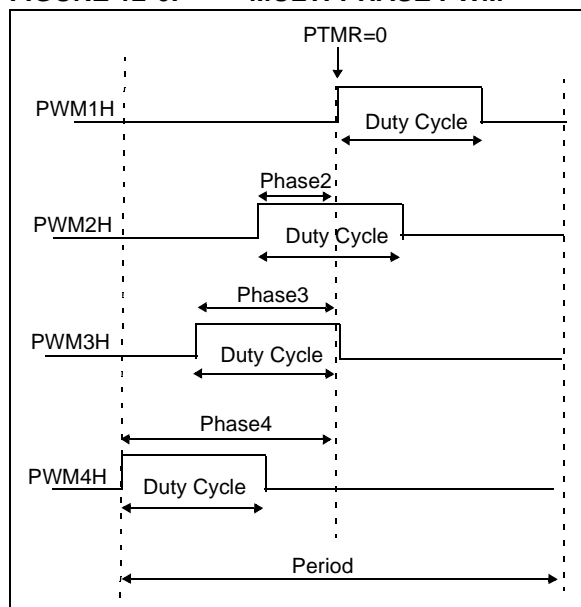 PTMR=0
PWM1H
Duty Cycle
Phase2
PWM2H
Duty Cycle
Phase3
PWM3H
Duty Cycle
Phase4
PWM4H
Duty Cycle
Period